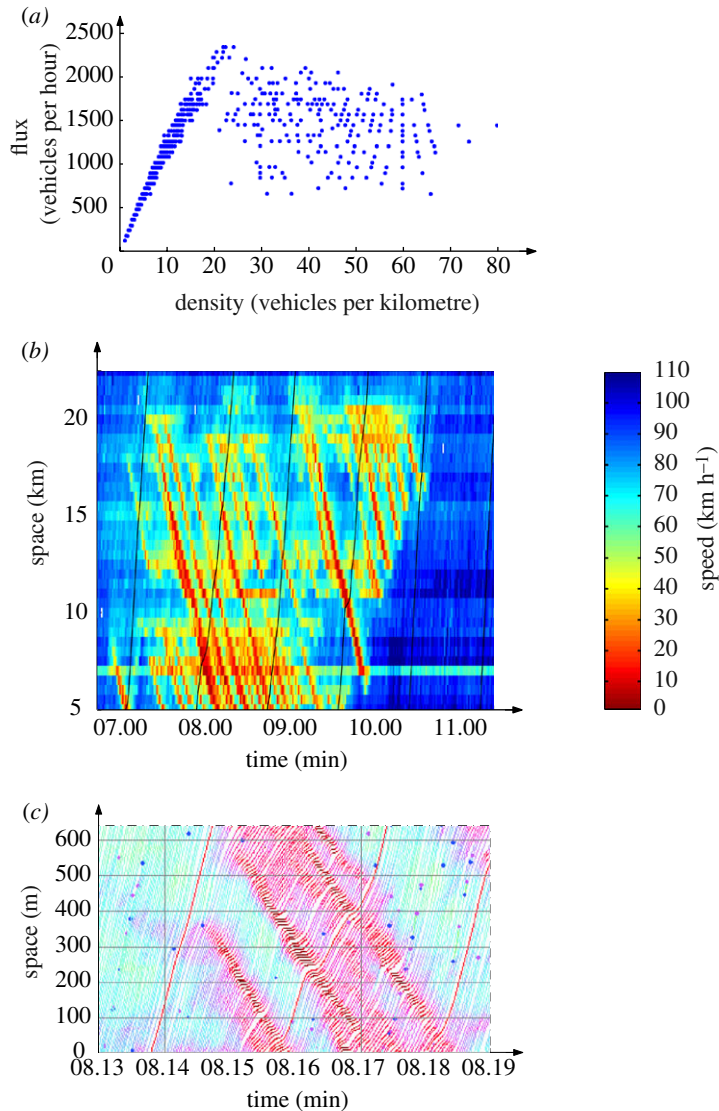 (a)
2500
2000
1500
1000
500
flux
(vehicles per hour)
0 10 20 30 40 50 60 70 80
density (vehicles per kilometre)
(b)
20
15
10
5
space (km)
07.00 08.00 09.00 10.00 11.00
time (min)
110
100
90
80
70
60
50
40
30
20
10
0
speed (km h⁻¹)
(c)
600
500
400
300
200
100
0
space (m)
08.13 08.14 08.15 08.16 08.17 08.18 08.19
time (min)